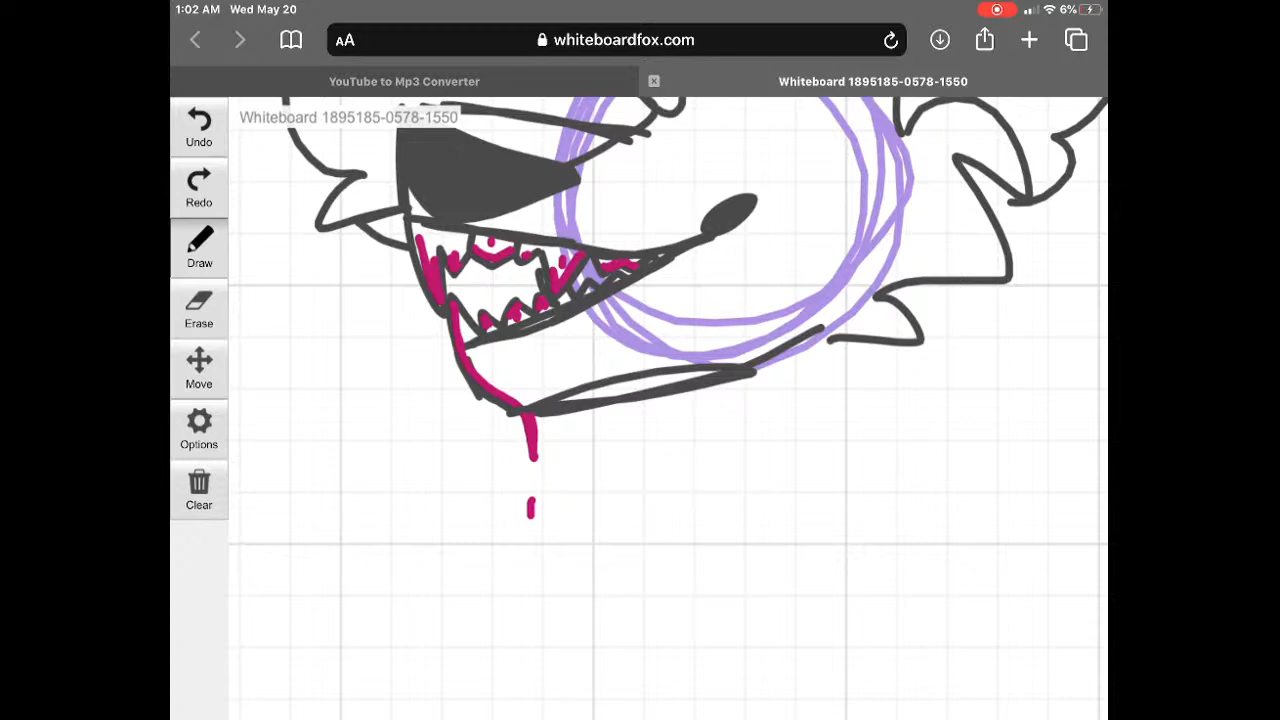 1:02 AM Wed May 20
6%
AA
whiteboardfox.com
YouTube to Mp3 Converter
Whiteboard 1895185-0578-1550
Whiteboard 1895185-0578-1550
Undo
Redo
Draw
Erase
Move
Options
Clear